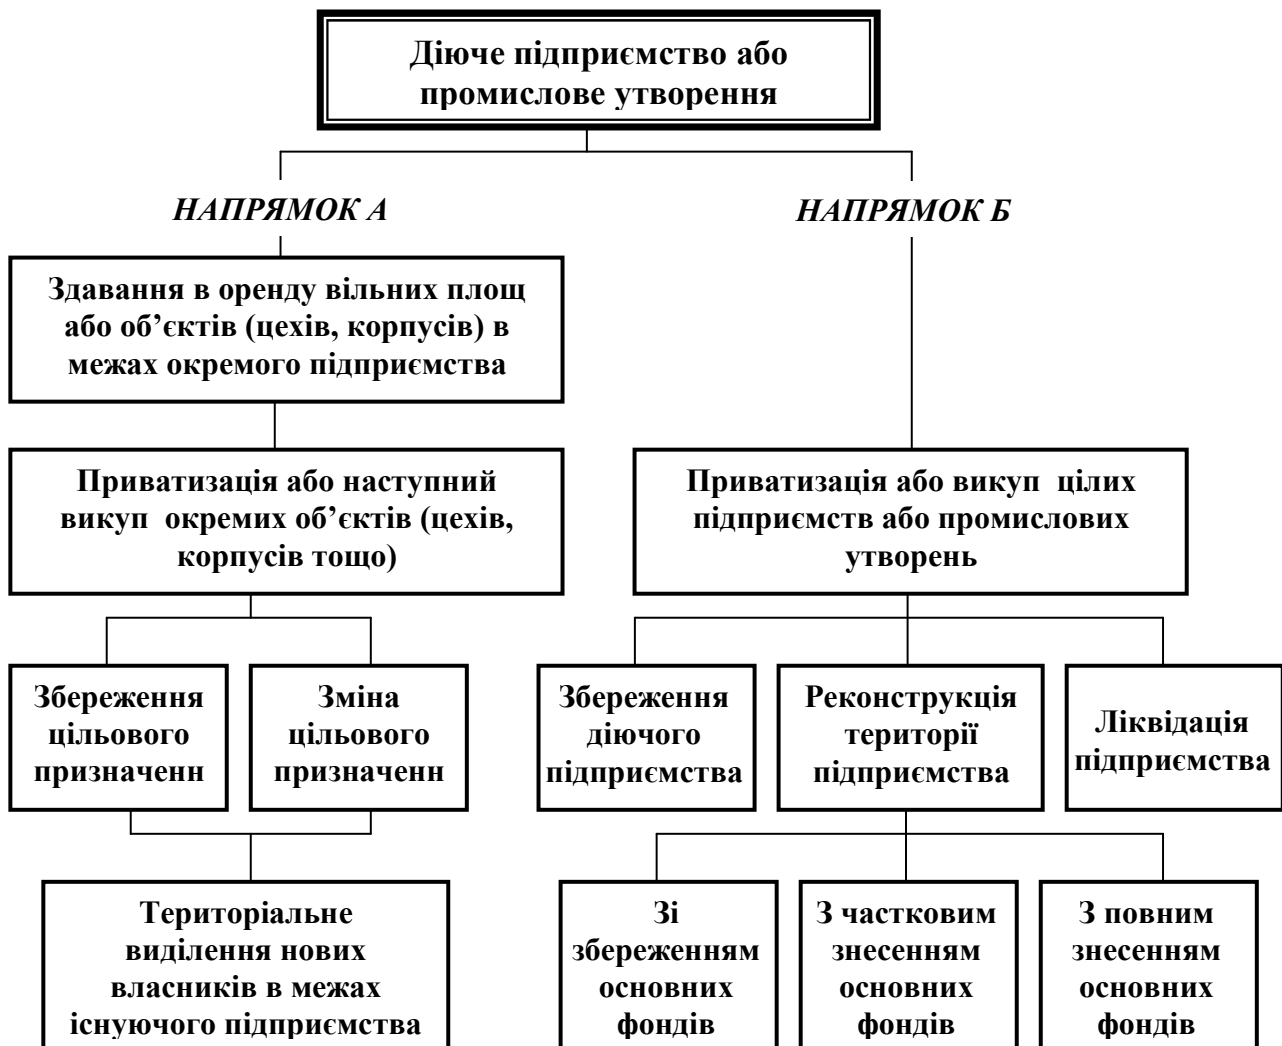 Діюче підприємство або
промислове утворення
НАПРЯМОК А
НАПРЯМОК Б
Здавання в оренду вільних площ
або об’єктів (цехів, корпусів) в
межах окремого підприємства
Приватизація або наступний
викуп окремих об’єктів (цехів,
корпусів тощо)
Приватизація або викуп цілих
підприємств або промислових
утворень
Збереження
цільового
призначенн
Зміна
цільового
призначенн
Збереження
діючого
підприємства
Реконструкція
території
підприємства
Ліквідація
підприємства
Територіальне
виділення нових
власників в межах
існуючого підприємства
Зі
збереженням
основних
фондів
З частковим
знесенням
основних
фондів
З повним
знесенням
основних
фондів